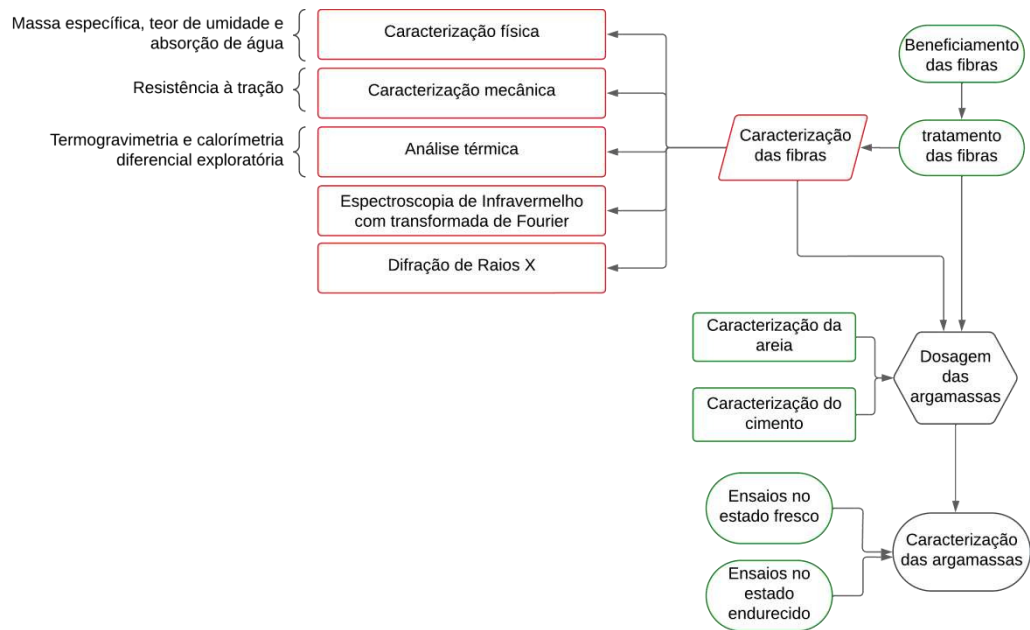 Massa específica, teor de umidade e
absorção de água
Caracterização física
Resistência à tração
Caracterização mecânica
Termogravimetria e calorímetria
diferencial exploratória
Análise térmica
Espectroscopia de Infravermelho
com transformada de Fourier
Difração de Raios X
Beneficiamento
das fibras
Caracterização
das fibras
tratamento
das fibras
Caracterização da
areia
Caracterização do
cimento
Dosagem
das
argamassas
Ensaios no
estado fresco
Ensaios no
estado
endurecido
Caracterização
das argamassas